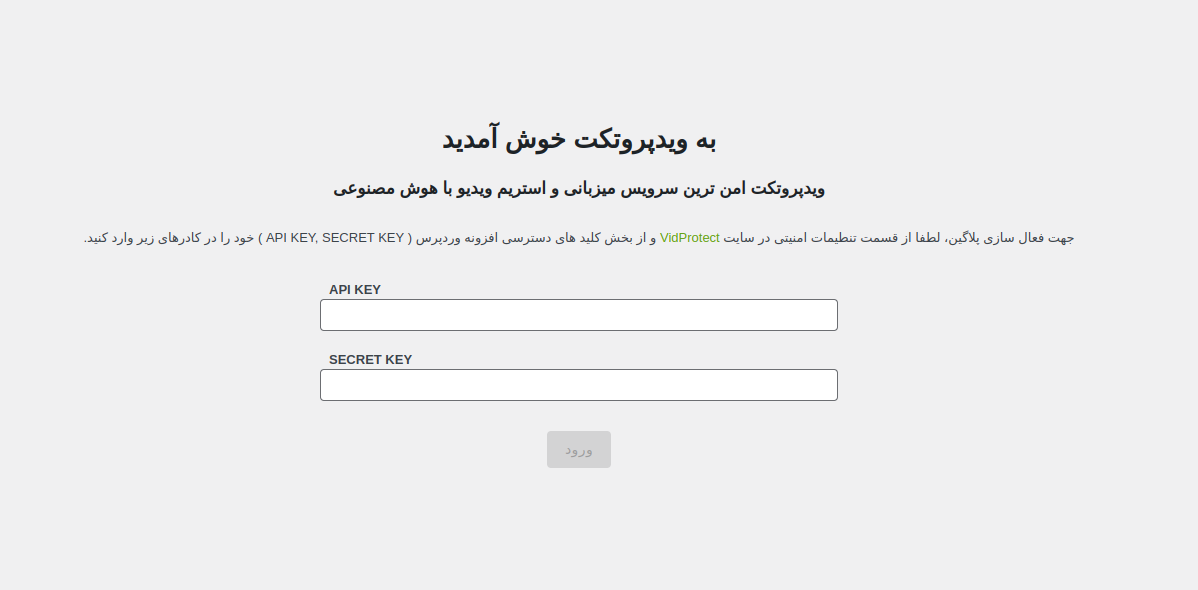 به ویدپروتکت خوش آمدید
ویدپروتکت امن ترین سرویس میزبانی و استریم ویدیو با هوش مصنوعی
جهت فعال سازی پلاگین، لطفا از قسمت تنطیمات امنیتی در سایت VidProtect و از بخش کلید های دسترسی افزونه وردپرس ( API KEY, SECRET KEY ) خود را در کادرهای زیر وارد کنید.
API KEY
SECRET KEY
ورود